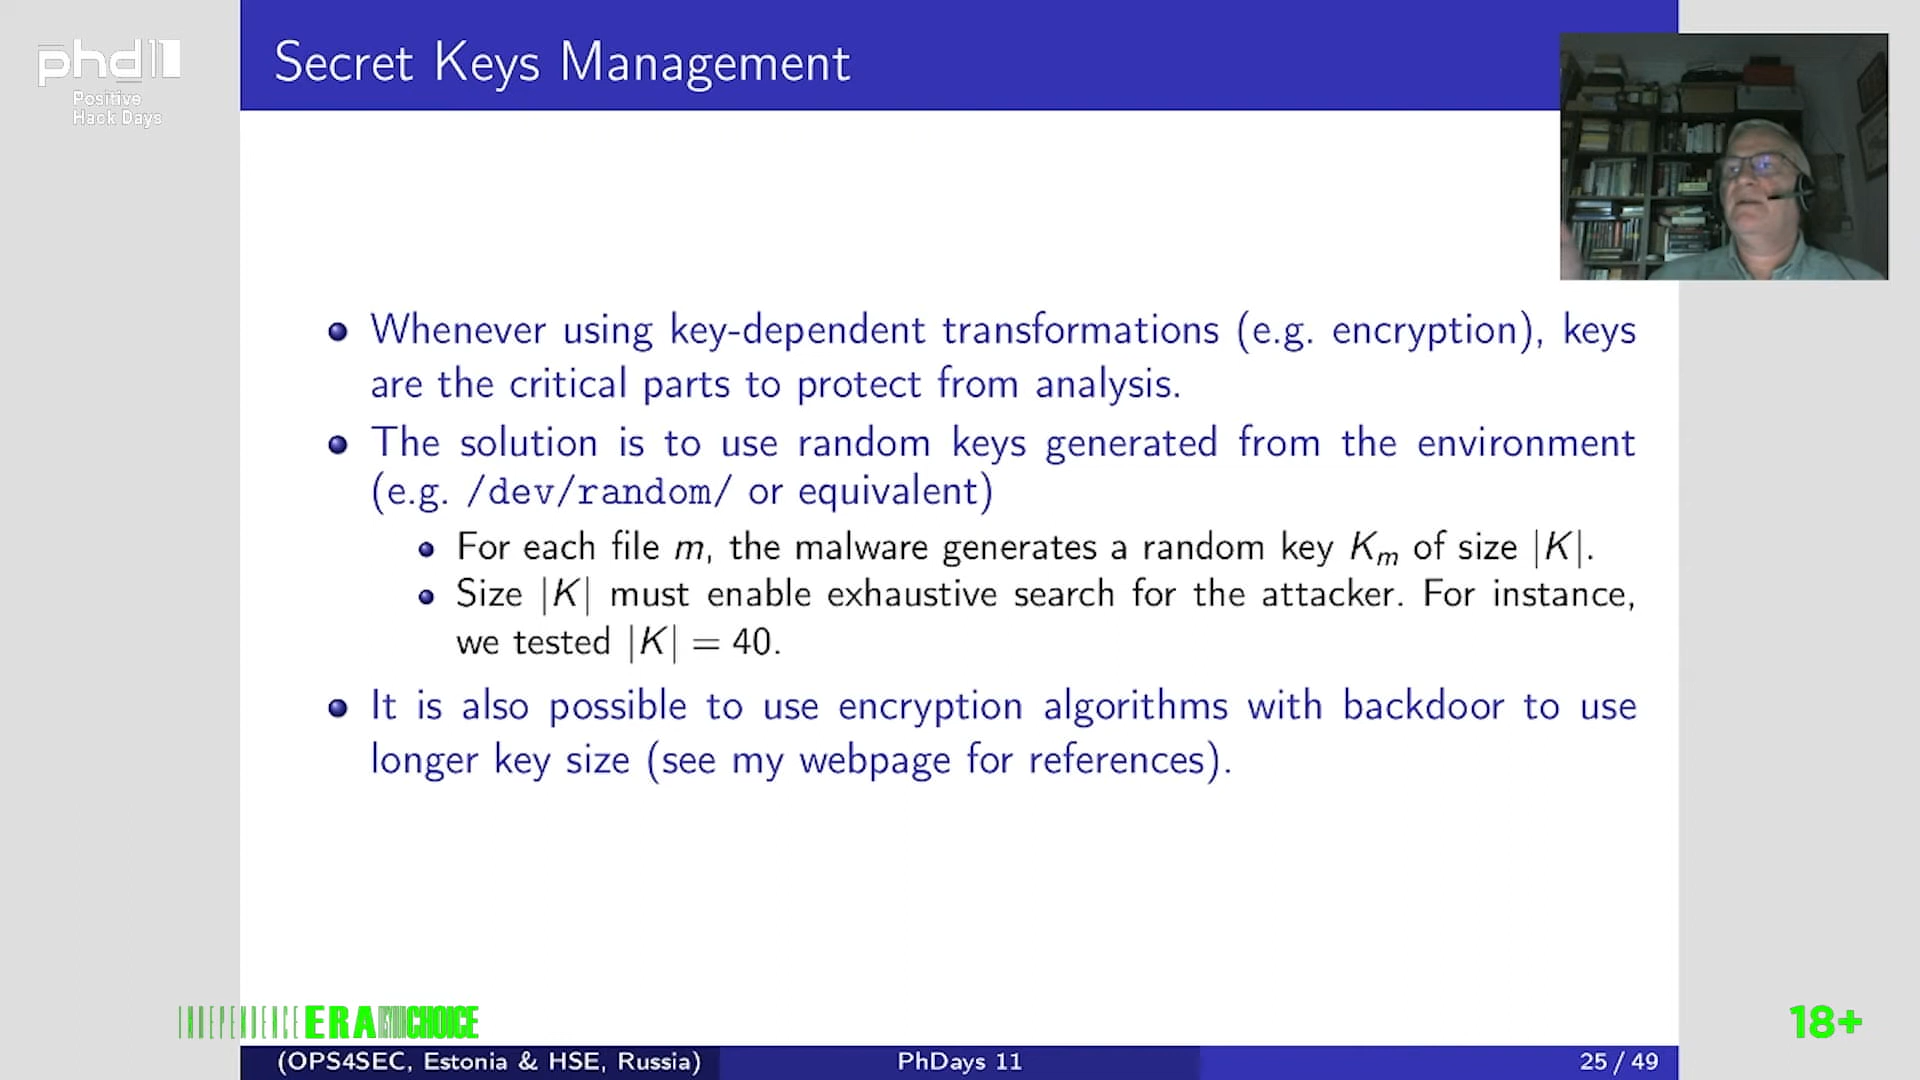 phd11
Positive
Hack Days
Secret Keys Management
Whenever using key-dependent transformations (e.g. encryption), keys
are the critical parts to protect from analysis.
The solution is to use random keys generated from the environment
(e.g. /dev/random/ or equivalent)
For each file m, the malware generates a random key Km of size |K|.
Size |K| must enable exhaustive search for the attacker. For instance,
we tested |K| = 40.
It is also possible to use encryption algorithms with backdoor to use
longer key size (see my webpage for references).
INDEPENDENCE ERA CHOICE
18+
(OPS4SEC, Estonia & HSE, Russia) PhDays 11 25 / 49